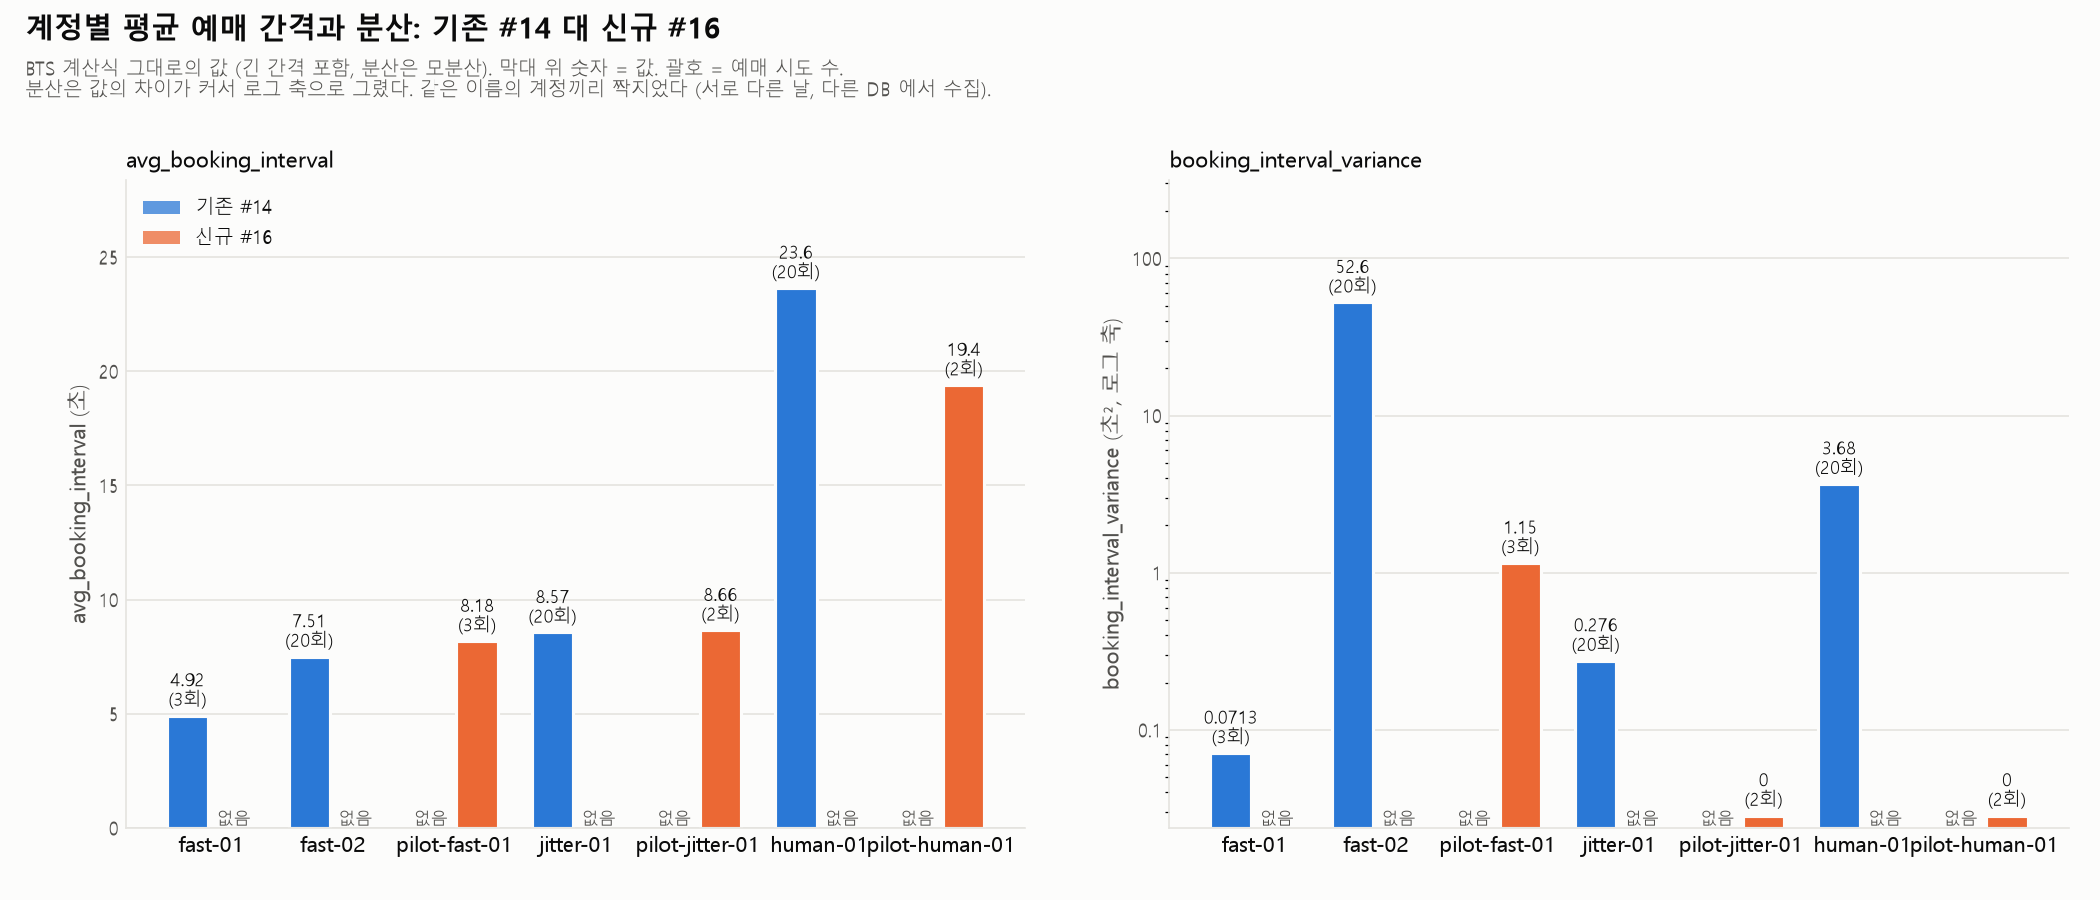 계정별 평균 예매 간격과 분산: 기존 #14 대 신규 #16
BTS 계산식 그대로의 값 (긴 간격 포함, 분산은 모분산). 막대 위 숫자 = 값. 괄호 = 예매 시도 수.
분산은 값의 차이가 커서 로그 축으로 그렸다. 같은 이름의 계정끼리 짝지었다 (서로 다른 날, 다른 DB 에서 수집).
avg_booking_interval
기존 #14
신규 #16
avg_booking_interval (초)
25
20
15
10
5
0
4.92
(3회)
없음
7.51
(20회)
없음
없음
8.18
(3회)
8.57
(20회)
없음
없음
8.66
(2회)
23.6
(20회)
없음
없음
19.4
(2회)
fast-01
fast-02
pilot-fast-01
jitter-01
pilot-jitter-01
human-01
pilot-human-01
booking_interval_variance
booking_interval_variance (초², 로그 축)
100
10
1
0.1
0.0713
(3회)
없음
52.6
(20회)
없음
없음
1.15
(3회)
0.276
(20회)
없음
없음
0
(2회)
3.68
(20회)
없음
없음
0
(2회)
fast-01
fast-02
pilot-fast-01
jitter-01
pilot-jitter-01
human-01
pilot-human-01